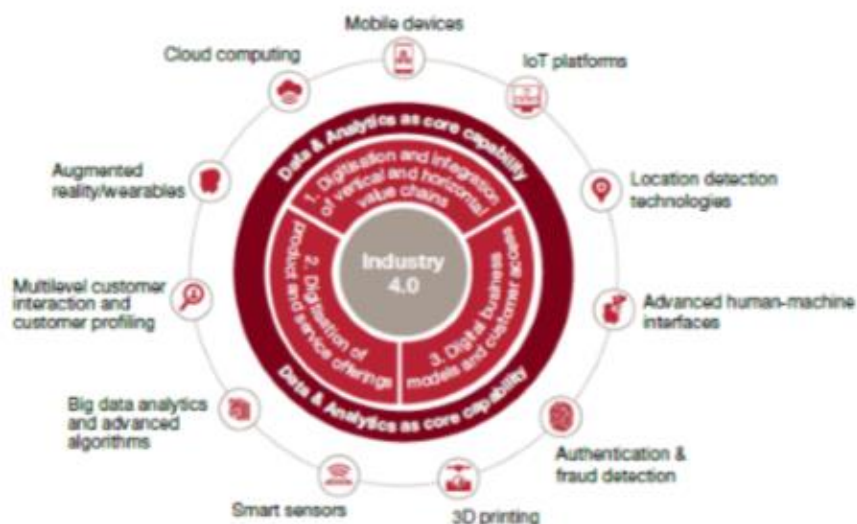 Mobile devices
Cloud computing
IoT platforms
Augmented
reality/wearables
Location detection
technologies
Multilevel customer
interaction and
customer profiling
Advanced human-machine
interfaces
Big data analytics
and advanced
algorithms
Authentication &
fraud detection
Smart sensors
3D printing
Data & Analytics as core capability
1. Digitisation and integration
of vertical and horizontal
value chains
Industry
4.0
2. Digitisation of
product and service offerings
3. Digital business
models and customer access
Data & Analytics as core capability